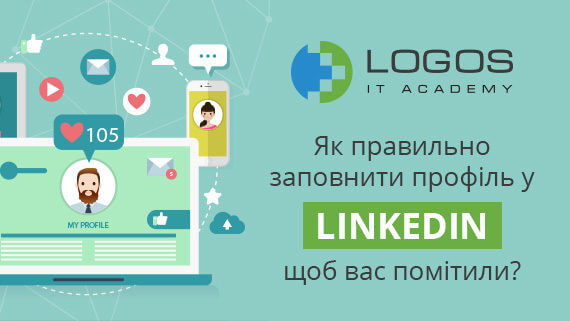 LOGOS
IT ACADEMY
105
MY PROFILE
Як правильно
заповнити профіль у
LINKEDIN
щоб вас помітили?